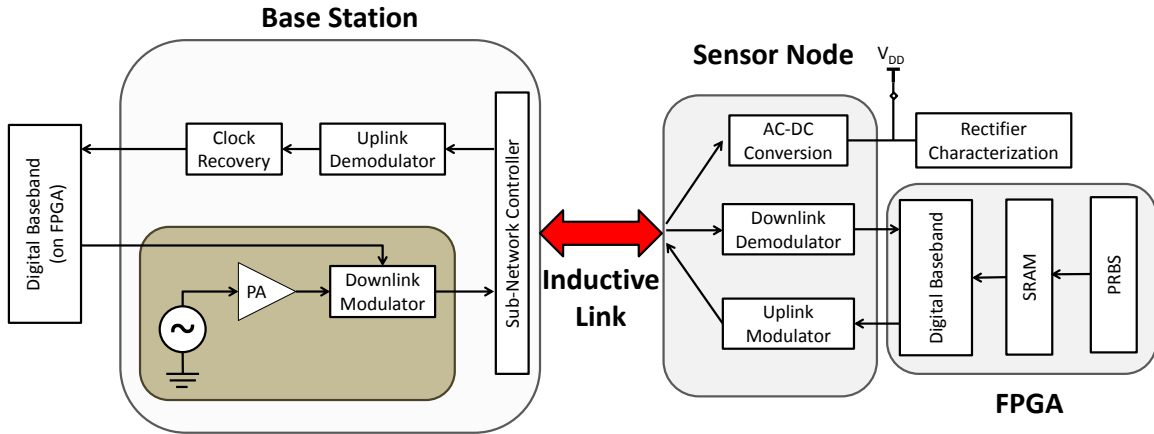 Base Station
Sensor Node
V_DD
Clock
Recovery
Uplink
Demodulator
AC-DC
Conversion
Rectifier
Characterization
Digital Baseband
(on FPGA)
Sub-Network Controller
Downlink
Demodulator
Digital Baseband
SRAM
PRBS
Inductive
Link
PA
Downlink
Modulator
Uplink
Modulator
~
FPGA